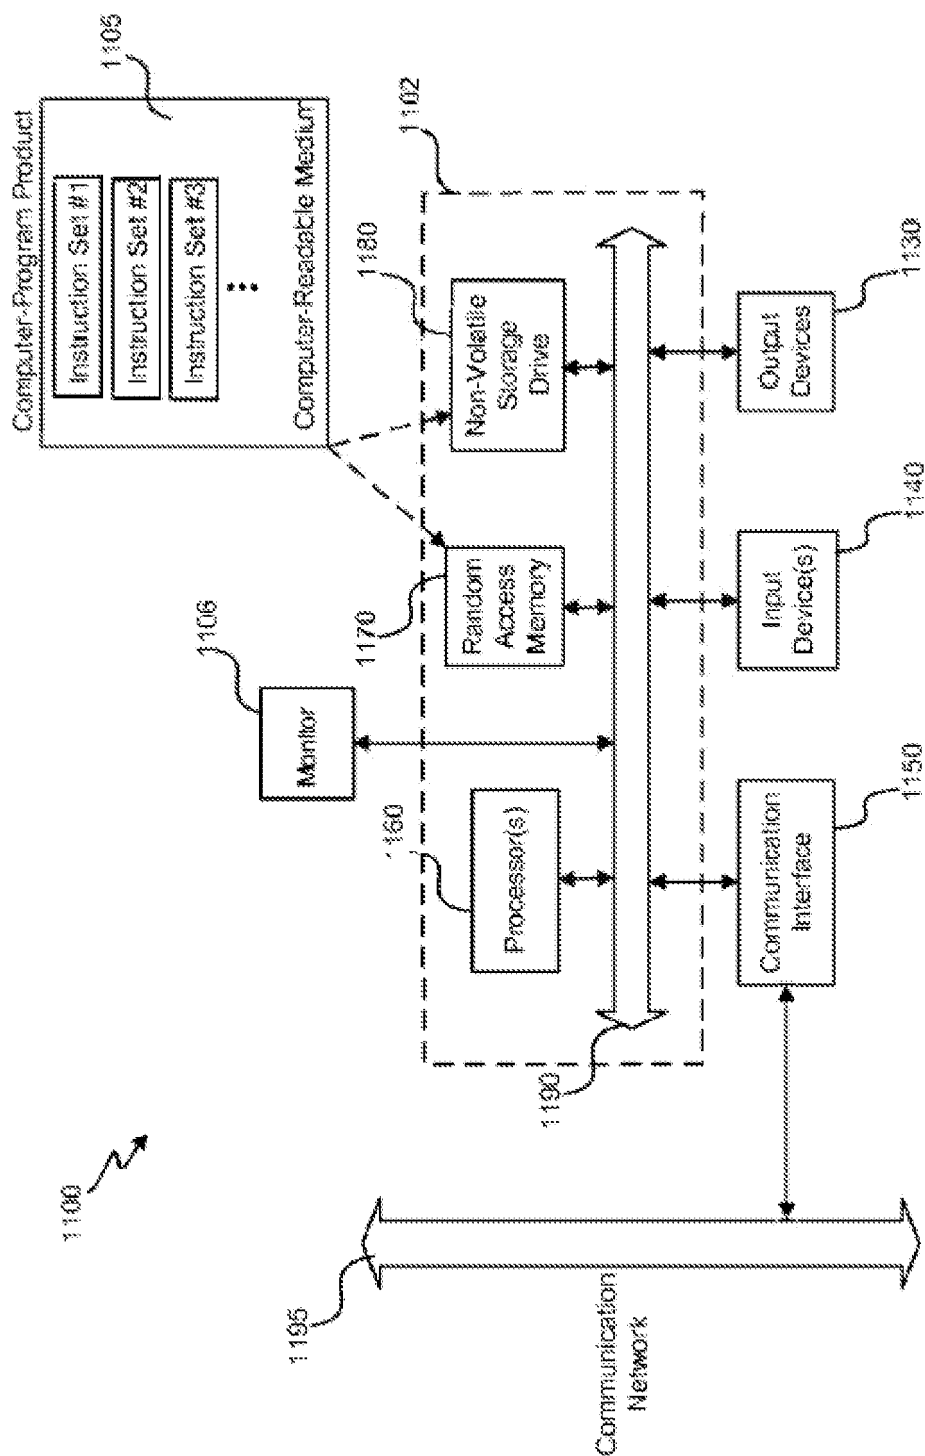 Computer-Program Product
Instruction Set #1
1100
1105
Instruction Set #2
Instruction Set #3
Computer-Readable Medium
1106
Monitor
1195
1160
1170
1180
1102
Processor(s)
Random
Access
Memory
Non-Volatile
Storage
Drive
1190
Communication
Network
Communication
Interface
Input
Device(s)
Output
Devices
1150
1140
1130